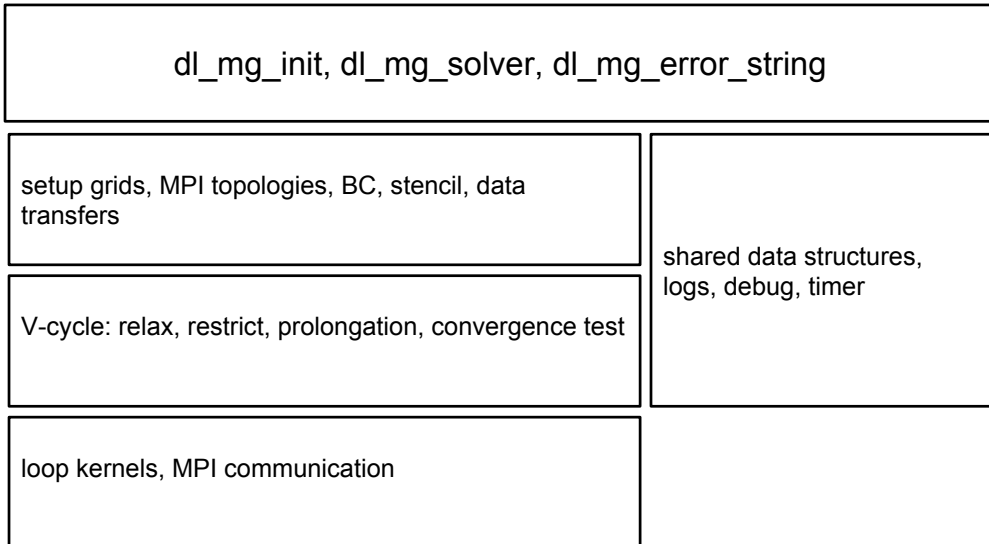 dl_mg_init, dl_mg_solver, dl_mg_error_string
setup grids, MPI topologies, BC, stencil, data
transfers
shared data structures,
logs, debug, timer
V-cycle: relax, restrict, prolongation, convergence test
loop kernels, MPI communication